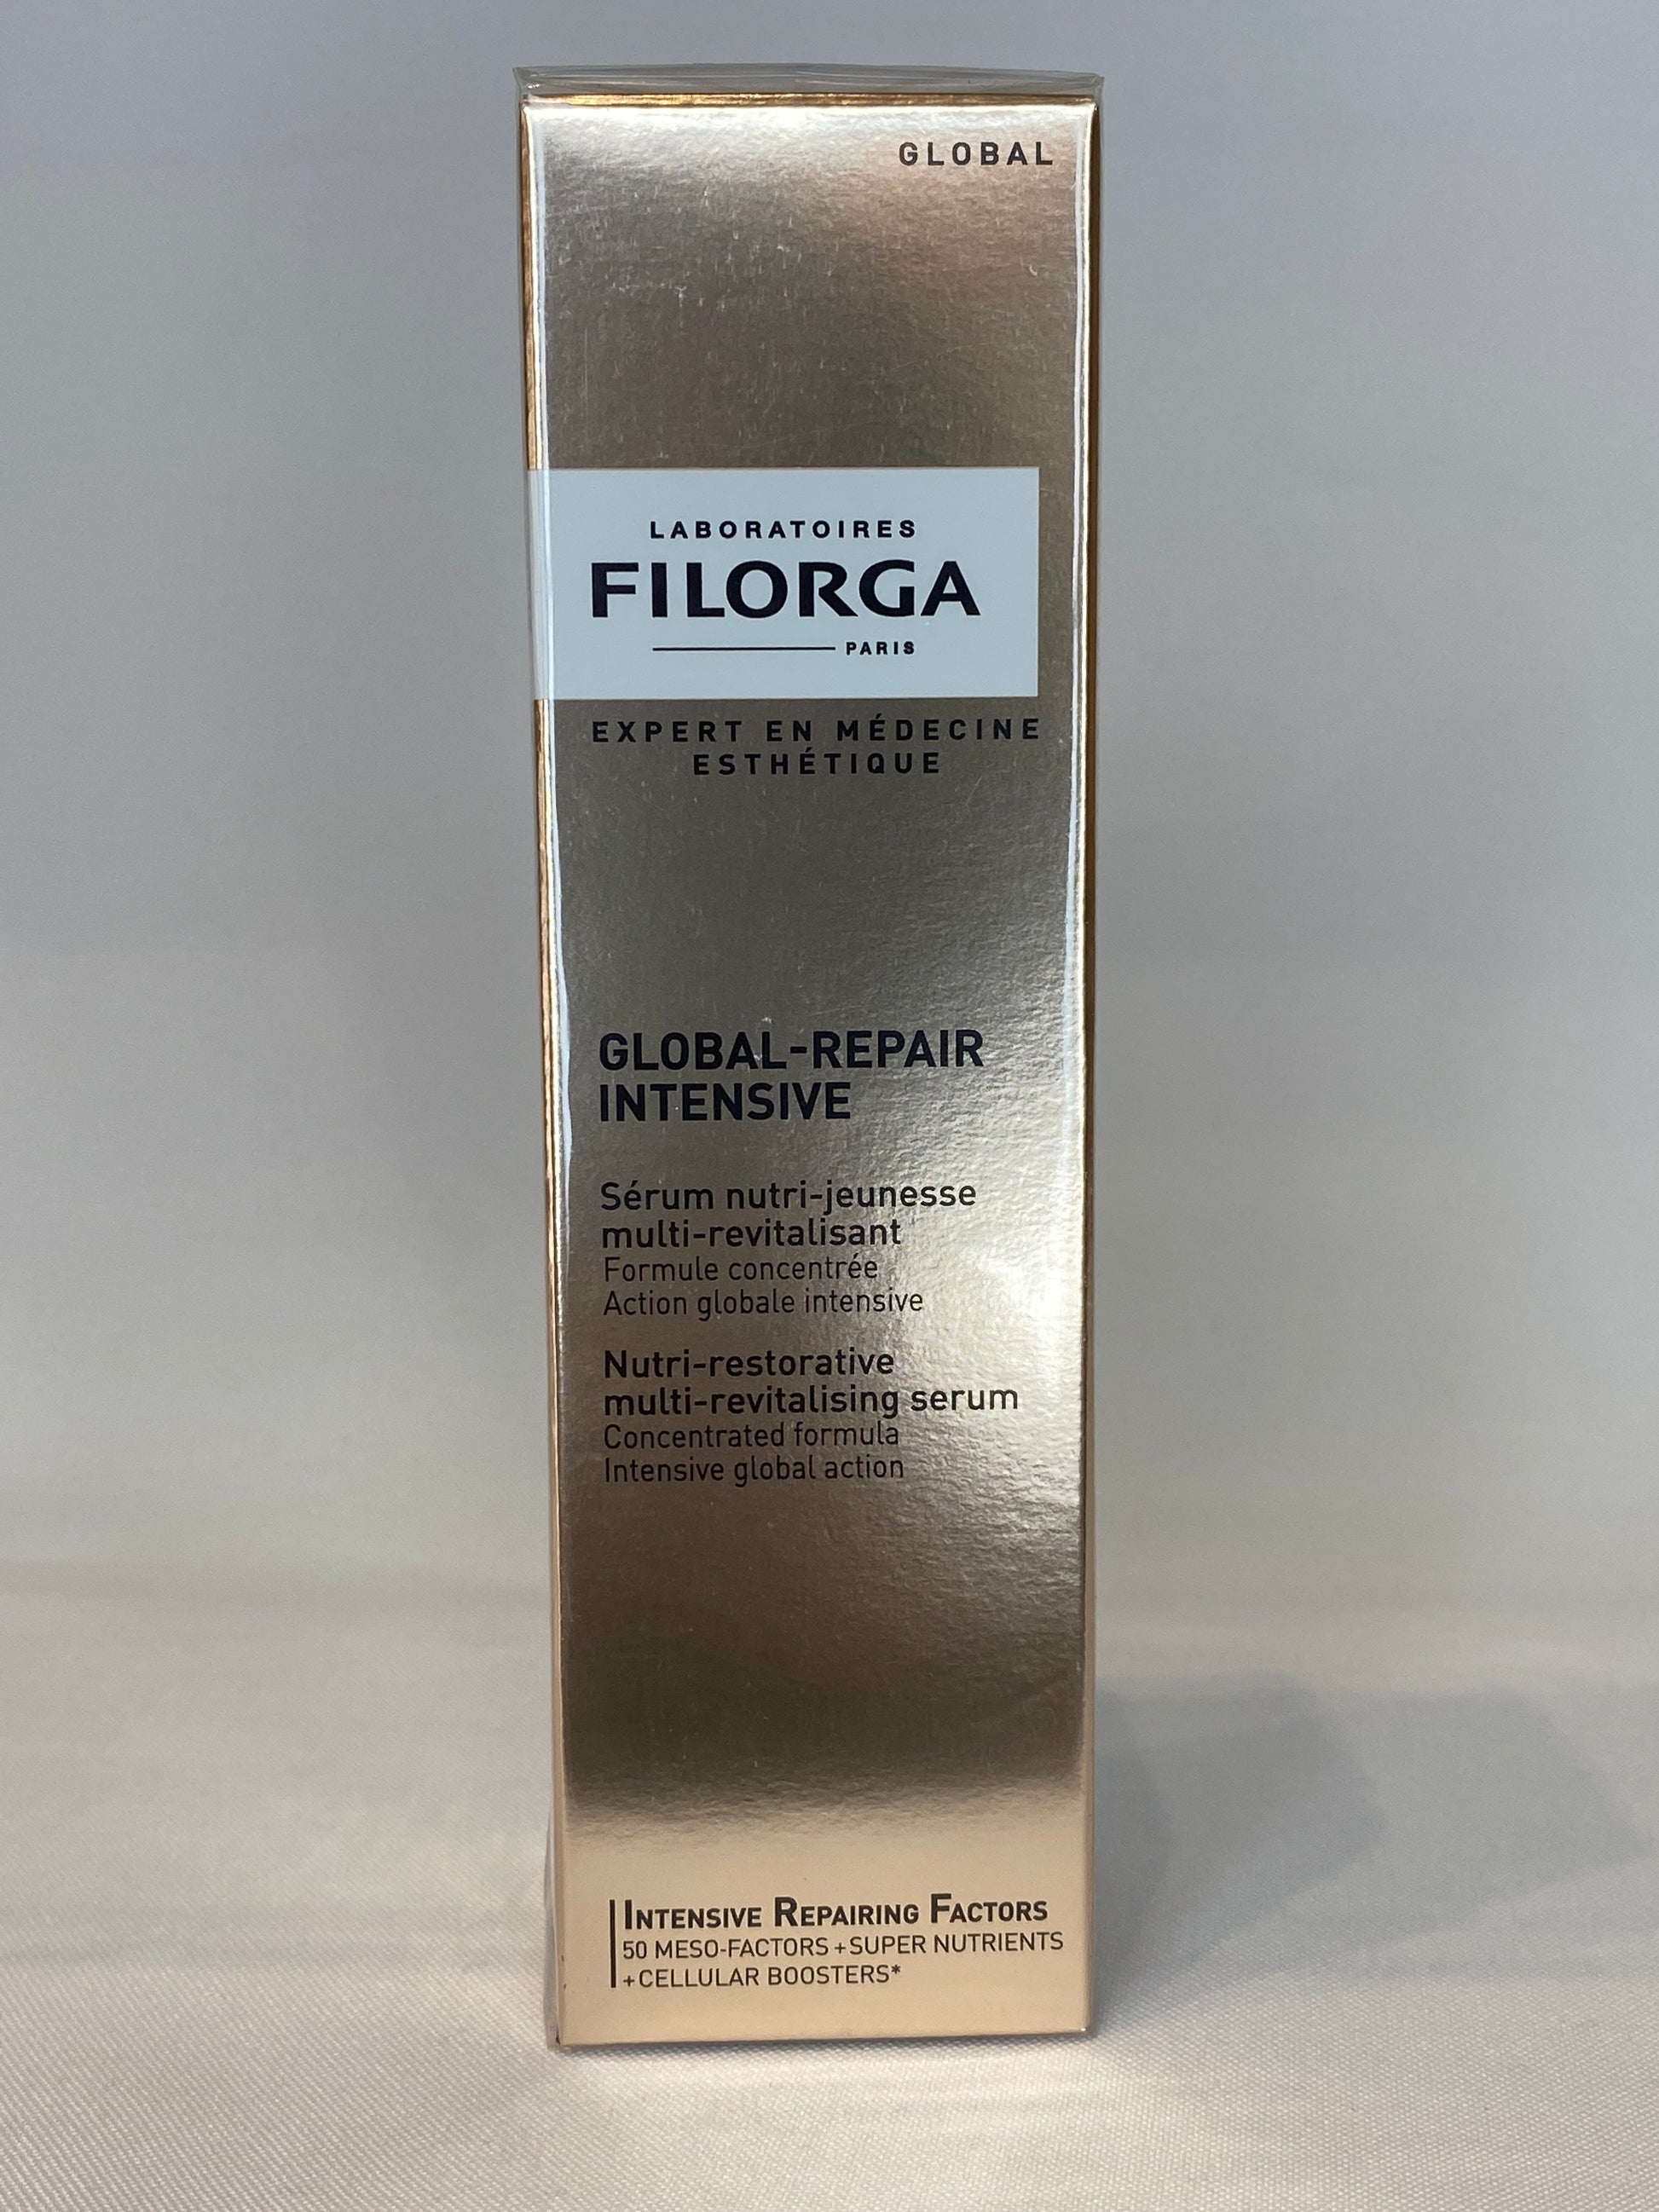 GLOBAL
LABORATOIRES
FILORGA
PARIS
EXPERT EN MÉDECINE
ESTHÉTIQUE
GLOBAL-REPAIR
INTENSIVE
Sérum nutri-jeunesse
multi-revitalisant
Formule concentrée
Action globale intensive
Nutri-restorative
multi-revitalising serum
Concentrated formula
Intensive global action
INTENSIVE REPAIRING FACTORS
50 MESO-FACTORS + SUPER NUTRIENTS
+ CELLULAR BOOSTERS*